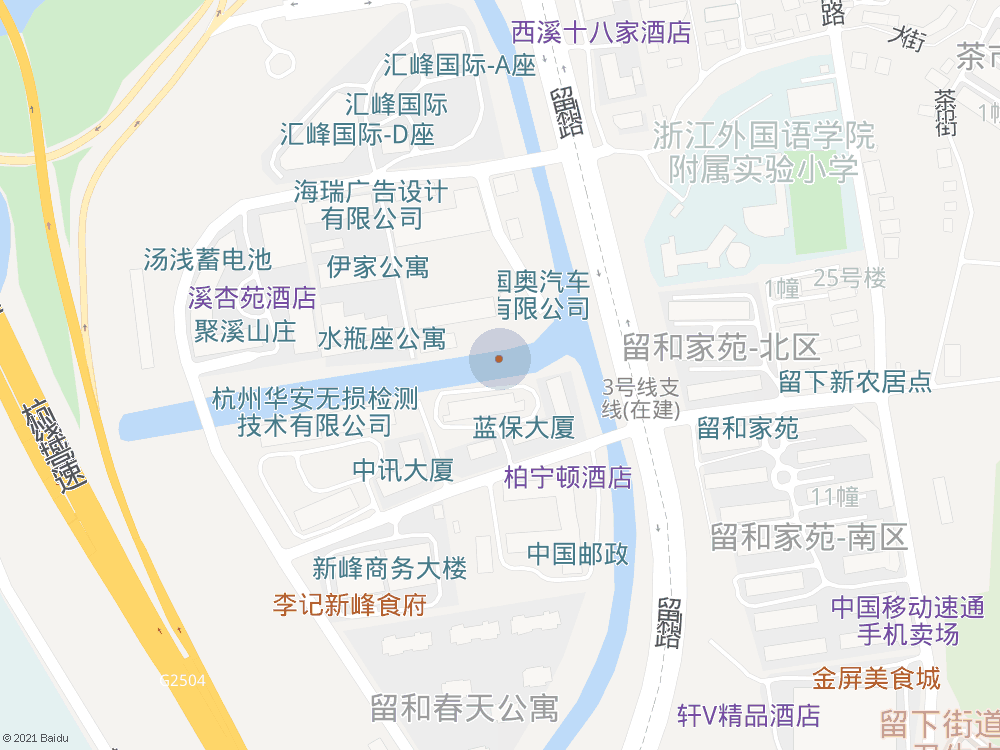 西溪十八家酒店
路
大街
茶市
汇峰国际-A座
留和路
茶市街
1幢
汇峰国际
汇峰国际-D座
浙江外国语学院
附属实验小学
海瑞广告设计
有限公司
汤浅蓄电池
伊家公寓
国奥汽车
有限公司
1幢
25号楼
溪杏苑酒店
聚溪山庄
水瓶座公寓
留和家苑-北区
3号线支
线(在建)
留下新农居点
杭州华安无损检测
技术有限公司
蓝保大厦
留和家苑
杭绕高速
中讯大厦
柏宁顿酒店
11幢
留和家苑-南区
新峰商务大楼
中国邮政
李记新峰食府
留和路
中国移动速通
手机卖场
G2504
金屏美食城
留和春天公寓
轩V精品酒店
留下街道
© 2021 Baidu